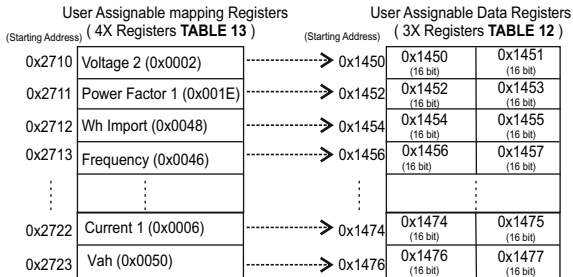 User Assignable mapping Registers
( 4X Registers TABLE 13 )
(Starting Address)
User Assignable Data Registers
( 3X Registers TABLE 12 )
(Starting Address)
0x2710 Voltage 2 (0x0002) 0x1450 0x1450 (16 bit) 0x1451 (16 bit)
0x2711 Power Factor 1 (0x001E) 0x1452 0x1452 (16 bit) 0x1453 (16 bit)
0x2712 Wh Import (0x0048) 0x1454 0x1454 (16 bit) 0x1455 (16 bit)
0x2713 Frequency (0x0046) 0x1456 0x1456 (16 bit) 0x1457 (16 bit)
0x2722 Current 1 (0x0006) 0x1474 0x1474 (16 bit) 0x1475 (16 bit)
0x2723 Vah (0x0050) 0x1476 0x1476 (16 bit) 0x1477 (16 bit)